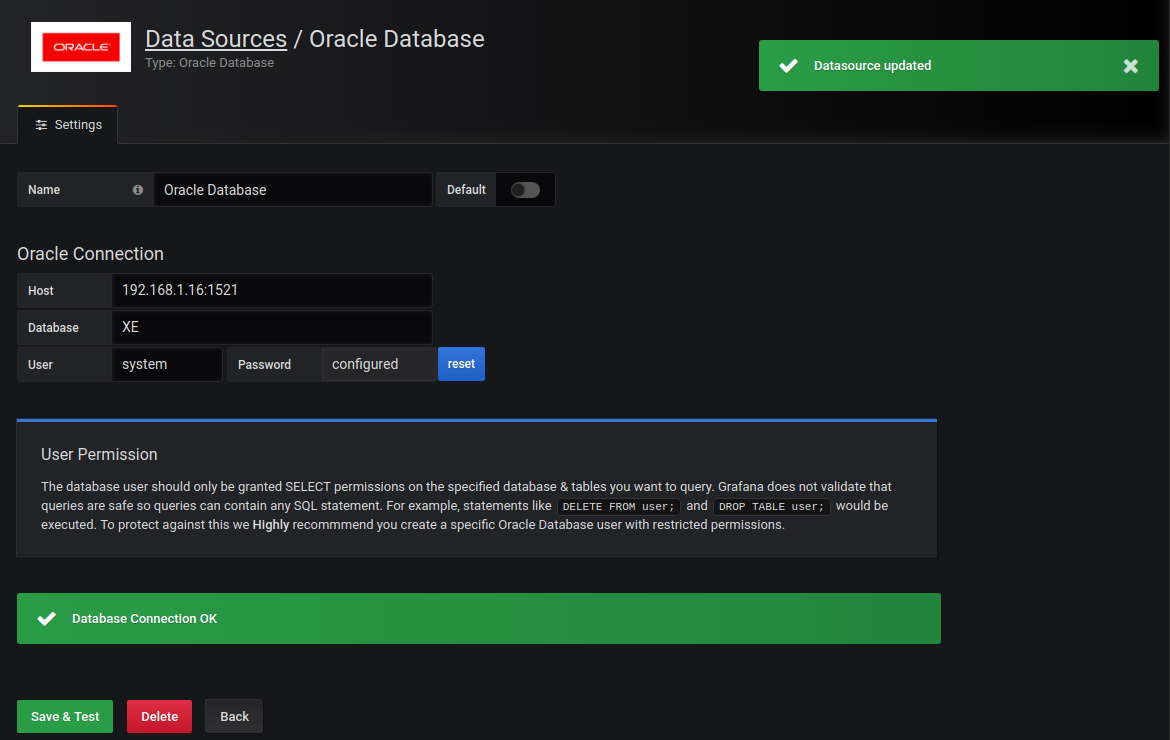 ORACLE
Data Sources / Oracle Database
Type: Oracle Database
Datasource updated
Settings
Name
Oracle Database
Default
Oracle Connection
Host
192.168.1.16:1521
Database
XE
User
system
Password
configured
reset
User Permission
The database user should only be granted SELECT permissions on the specified database & tables you want to query. Grafana does not validate that
queries are safe so queries can contain any SQL statement. For example, statements like DELETE FROM user; and DROP TABLE user; would be
executed. To protect against this we Highly recommmend you create a specific Oracle Database user with restricted permissions.
Database Connection OK
Save & Test
Delete
Back